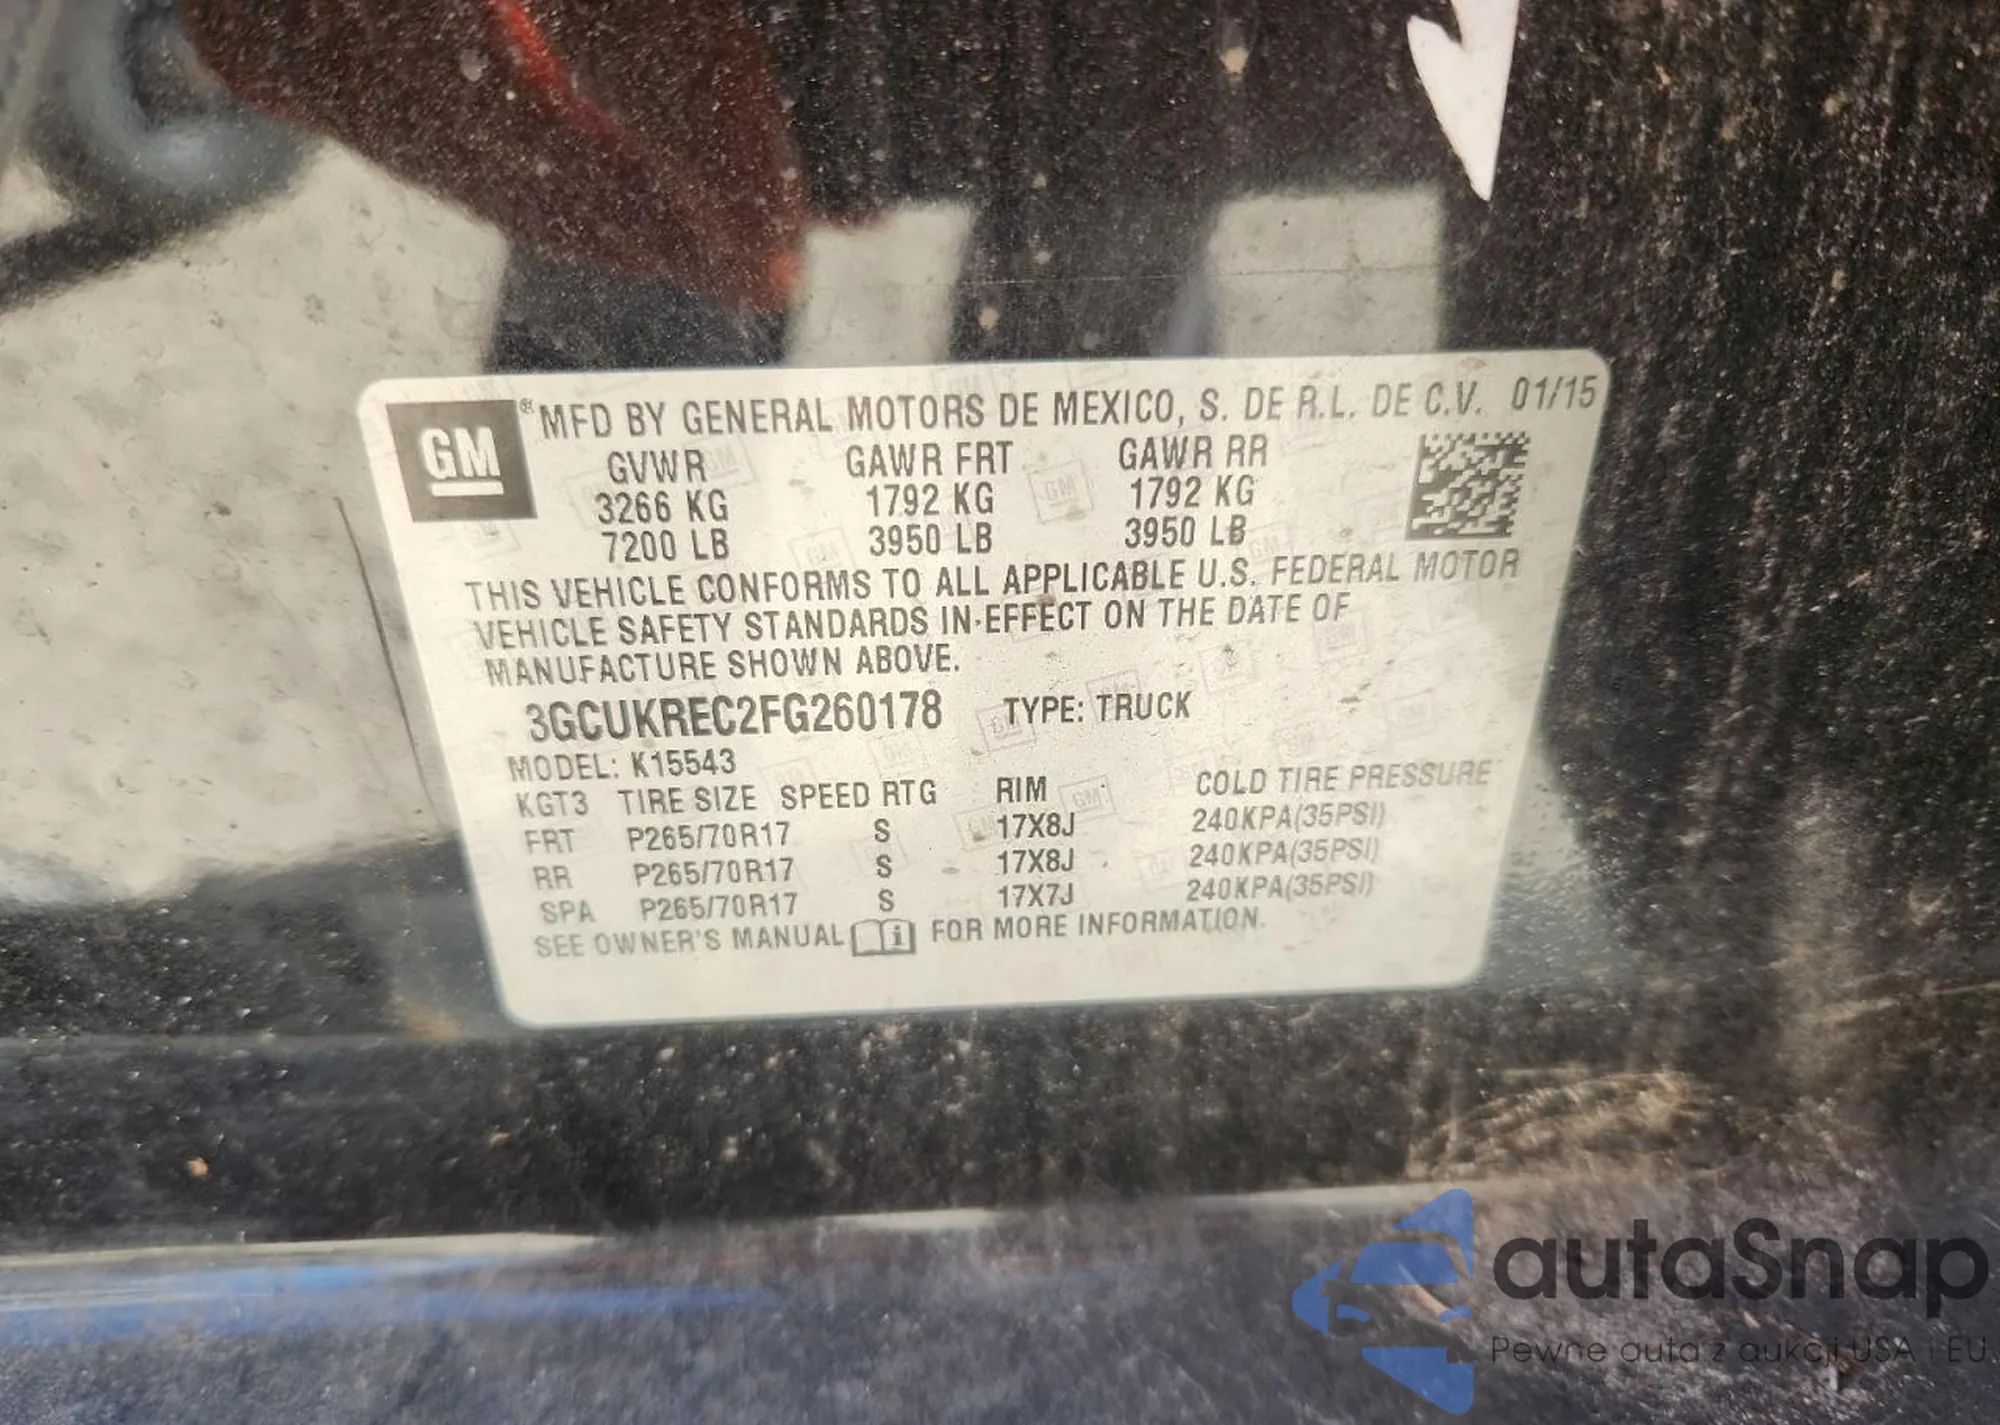 GM ® MFD BY GENERAL MOTORS DE MEXICO, S. DE R.L. DE C.V. 01/15
GVWR GAWR FRT GAWR RR
3266 KG 1792 KG 1792 KG
7200 LB 3950 LB 3950 LB
THIS VEHICLE CONFORMS TO ALL APPLICABLE U.S. FEDERAL MOTOR
VEHICLE SAFETY STANDARDS IN EFFECT ON THE DATE OF
MANUFACTURE SHOWN ABOVE.
3GCUKREC2FG260178 TYPE: TRUCK
MODEL: K15543
KGT3 TIRE SIZE SPEED RTG RIM COLD TIRE PRESSURE
FRT P265/70R17 S 17X8J 240KPA(35PSI)
RR P265/70R17 S 17X8J 240KPA(35PSI)
SPA P265/70R17 S 17X7J 240KPA(35PSI)
SEE OWNER'S MANUAL i FOR MORE INFORMATION.
autoSnap
Pewne auta z aukcji USA i EU